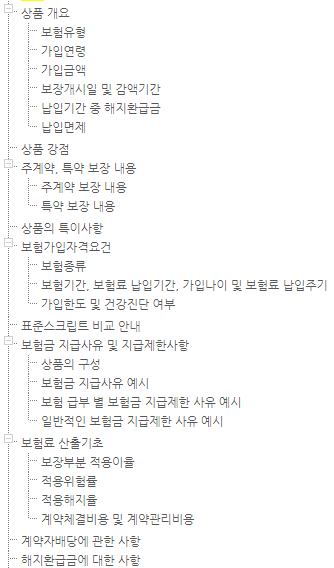 상품 개요
보험유형
가입연령
가입금액
보장개시일 및 감액기간
납입기간 중 해지환급금
납입면제
상품 강점
주계약, 특약 보장 내용
주계약 보장 내용
특약 보장 내용
상품의 특이사항
보험가입자격요건
보험종류
보험기간, 보험료 납입기간, 가입나이 및 보험료 납입주기
가입한도 및 건강진단 여부
표준스크립트 비교 안내
보험금 지급사유 및 지급제한사항
상품의 구성
보험금 지급사유 예시
보험 급부 별 보험금 지급제한 사유 예시
일반적인 보험금 지급제한 사유 예시
보험료 산출기초
보장부분 적용이율
적용위험률
적용해지율
계약체결비용 및 계약관리비용
계약자배당에 관한 사항
해지환급금에 대한 사항